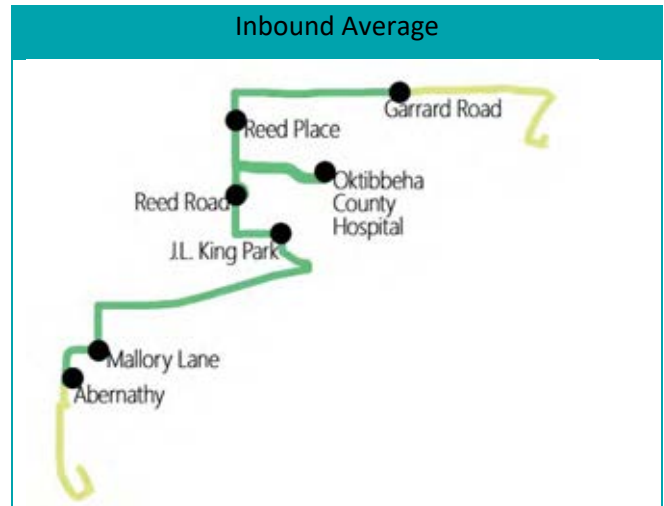 Inbound Average
Garrard Road
Reed Place
Oktibbeha
County
Hospital
Reed Road
J.L. King Park
Mallory Lane
Abernathy